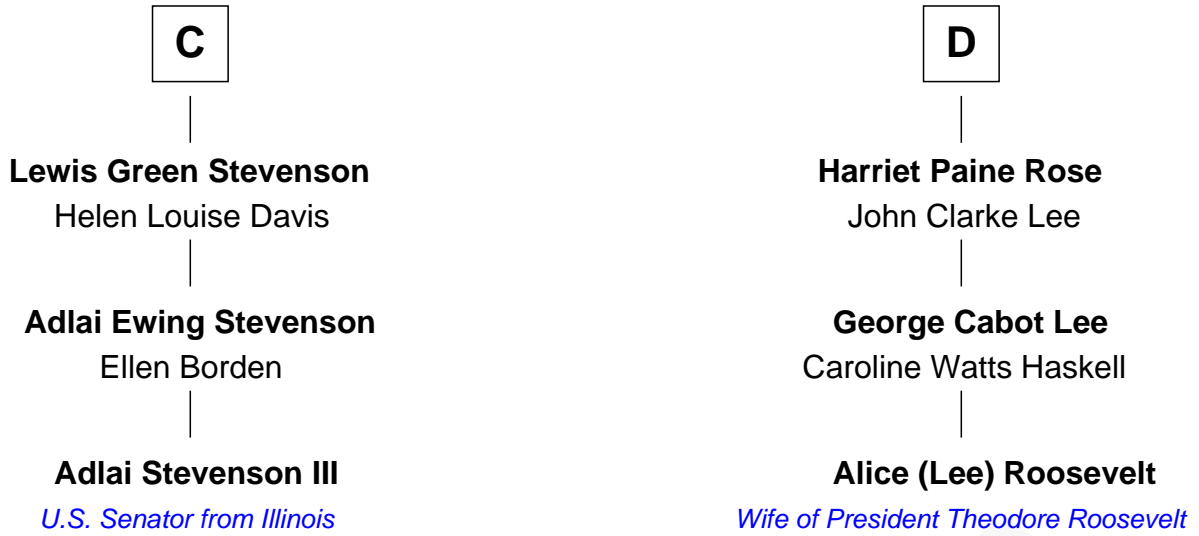 C
Lewis Green Stevenson
Helen Louise Davis
Adlai Ewing Stevenson
Ellen Borden
Adlai Stevenson III
U.S. Senator from Illinois
D
Harriet Paine Rose
John Clarke Lee
George Cabot Lee
Caroline Watts Haskell
Alice (Lee) Roosevelt
Wife of President Theodore Roosevelt